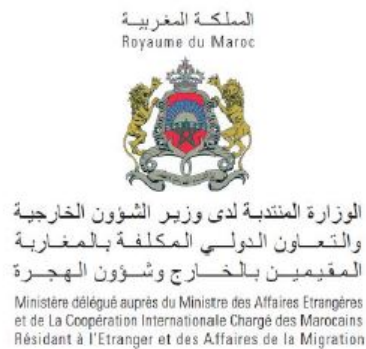 المملكة المغربية
Royaume du Maroc
الوزارة المنتدبة لدى وزير الشؤون الخارجية
والتعاون الدولي المكلفة بالمغاربة
المقيمين بالخارج وشؤون الهجرة
Ministère délégué auprès du Ministre des Affaires Etrangères
et de La Coopération Internationale Chargé des Marocains
Résidant à l'Etranger et des Affaires de la Migration